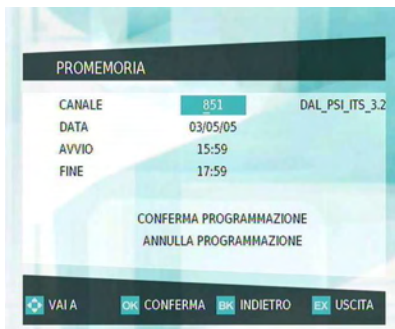 PROMEMORIA
CANALE 851 DAL_PSI_ITS_3.2
DATA 03/05/05
AVVIO 15:59
FINE 17:59
CONFERMA PROGRAMMAZIONE
ANNULLA PROGRAMMAZIONE
VAI A OK CONFERMA BK INDIETRO EX USCITA